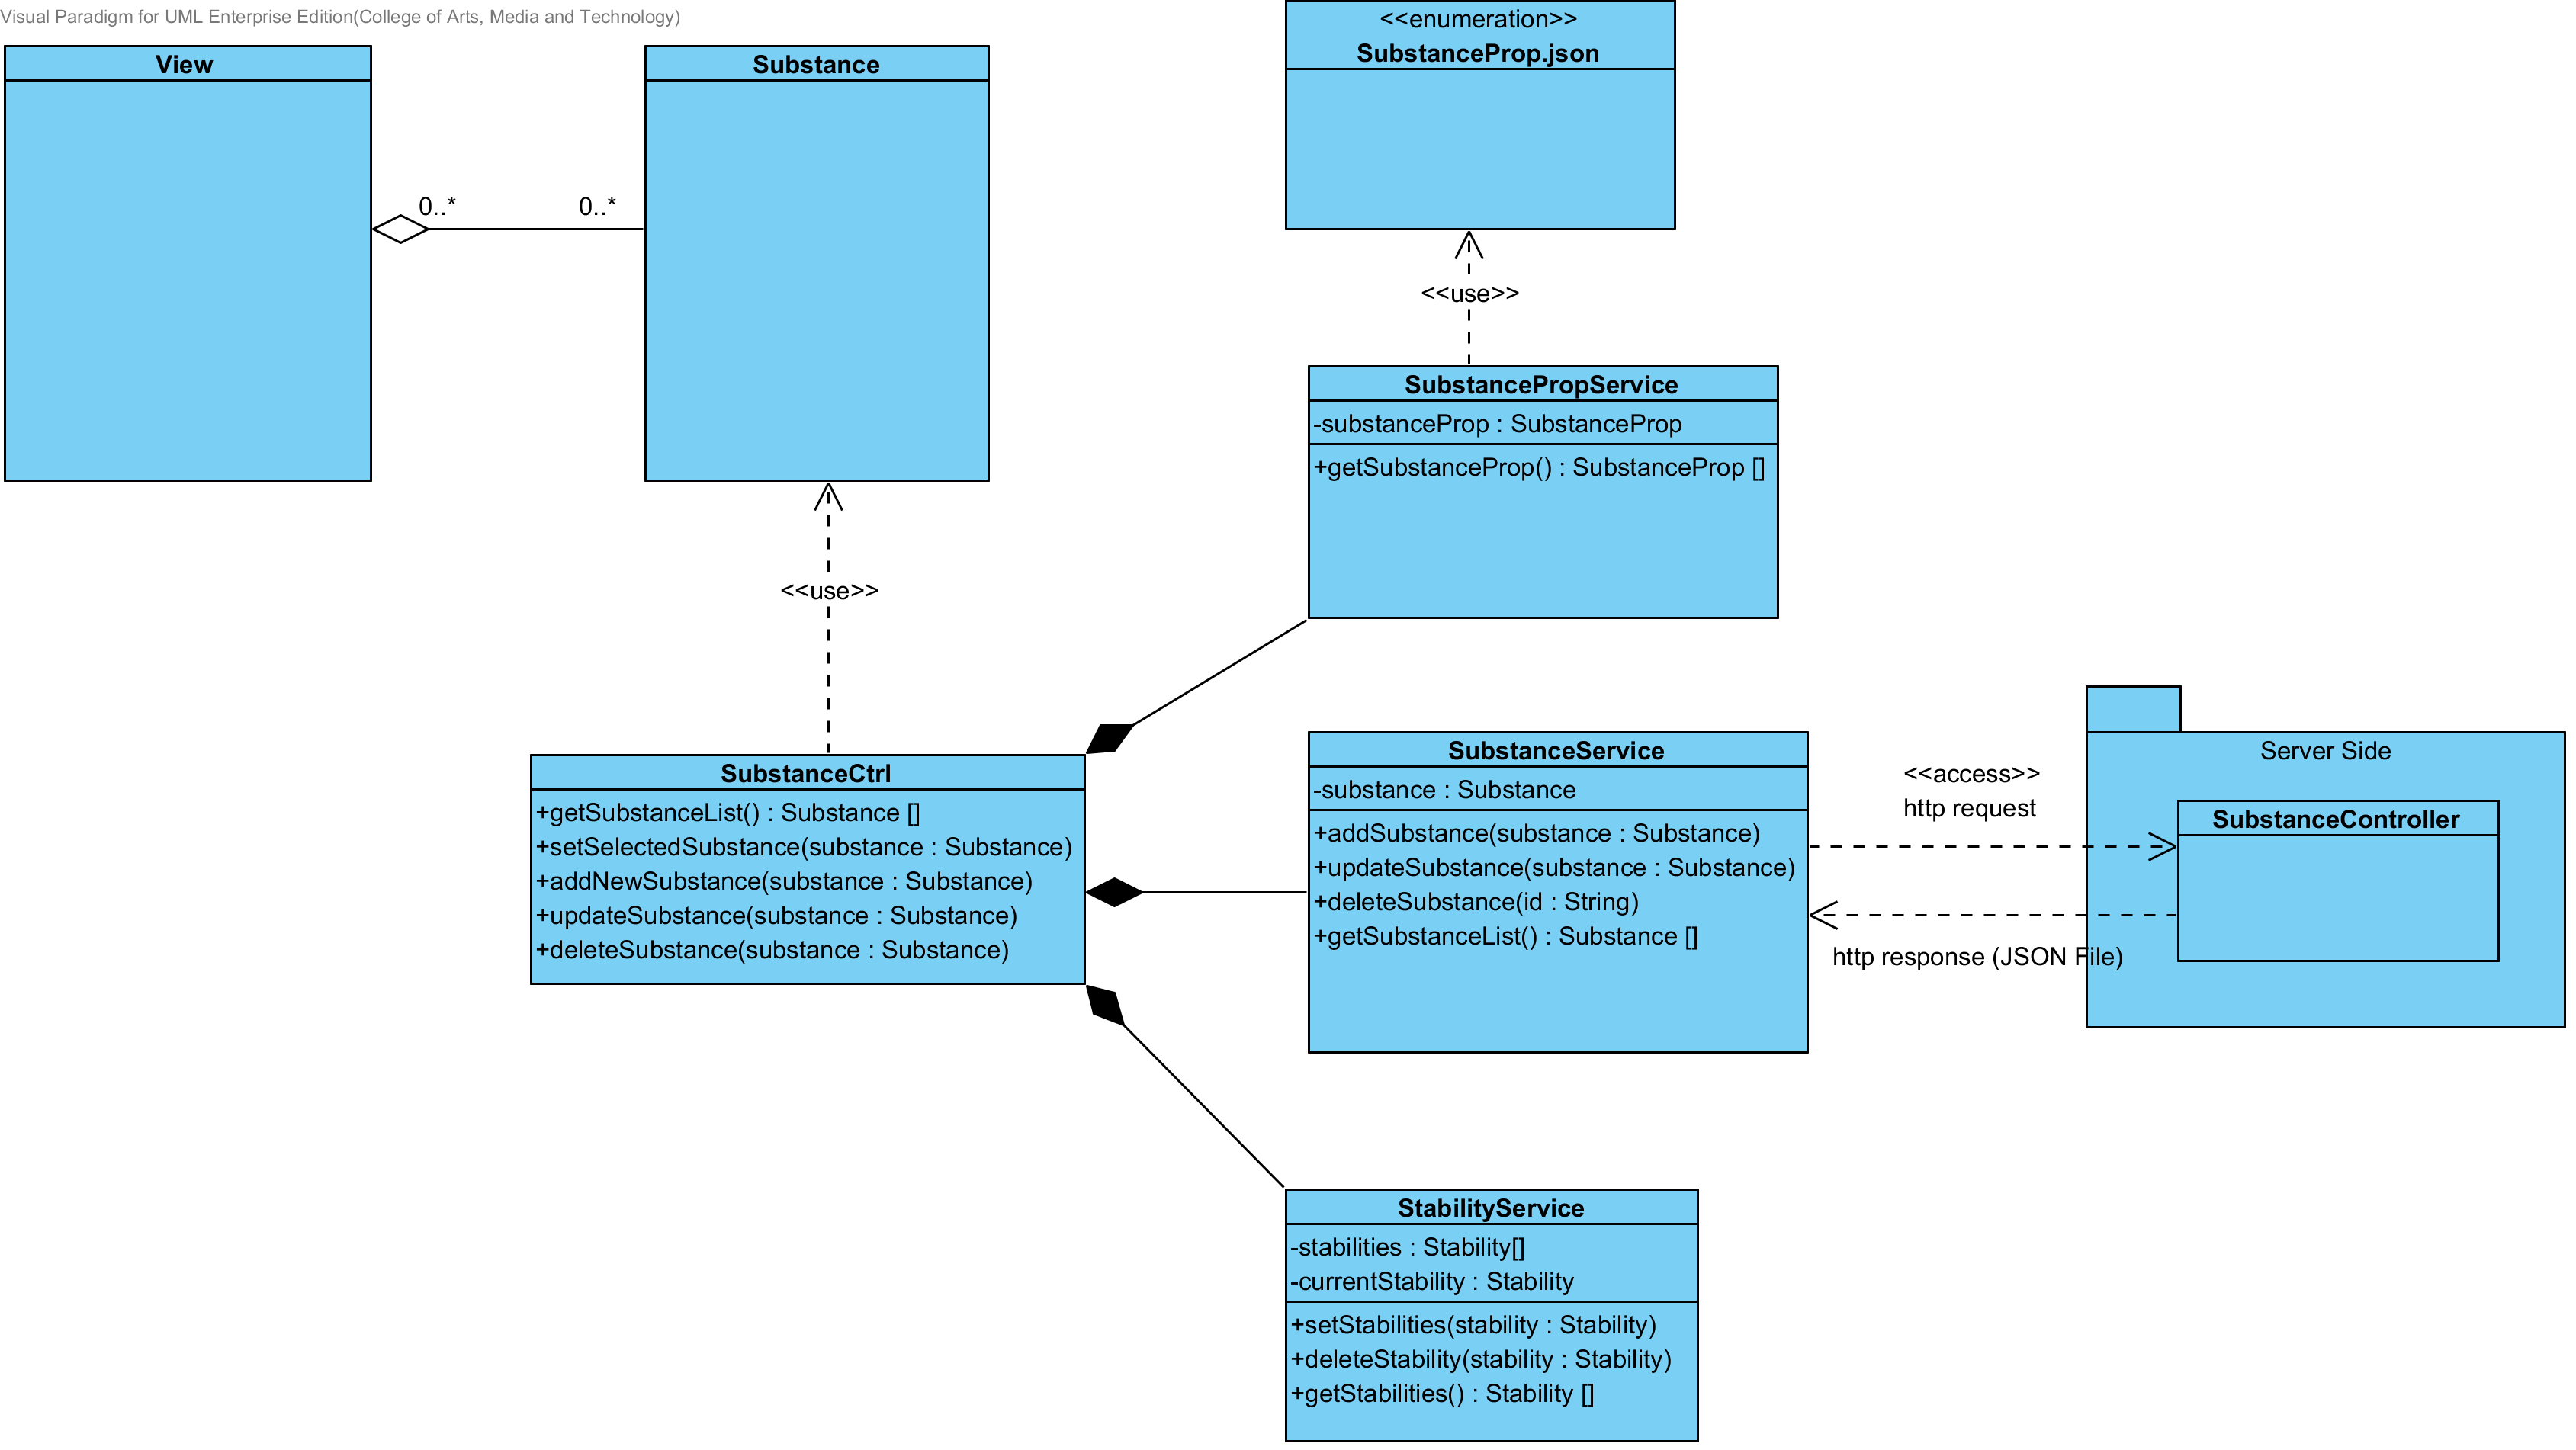 Visual Paradigm for UML Enterprise Edition(College of Arts, Media and Technology)
View
Substance
<<enumeration>>
SubstanceProp.json
0..*
0..*
<<use>>
SubstancePropService
-substanceProp : SubstanceProp
+getSubstanceProp() : SubstanceProp []
<<use>>
SubstanceCtrl
+getSubstanceList() : Substance []
+setSelectedSubstance(substance : Substance)
+addNewSubstance(substance : Substance)
+updateSubstance(substance : Substance)
+deleteSubstance(substance : Substance)
SubstanceService
-substance : Substance
+addSubstance(substance : Substance)
+updateSubstance(substance : Substance)
+deleteSubstance(id : String)
+getSubstanceList() : Substance []
<<access>>
http request
http response (JSON File)
Server Side
SubstanceController
StabilityService
-stabilities : Stability[]
-currentStability : Stability
+setStabilities(stability : Stability)
+deleteStability(stability : Stability)
+getStabilities() : Stability []